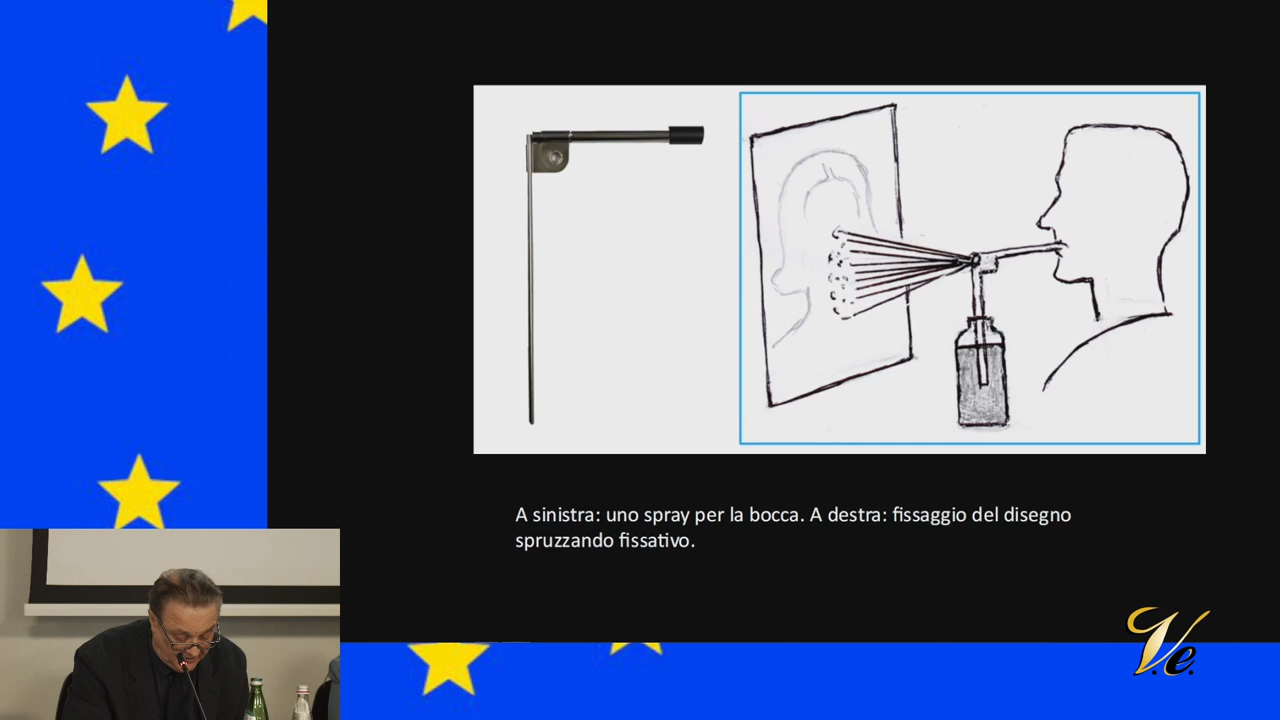 A sinistra: uno spray per la bocca. A destra: fissaggio del disegno
spruzzando fissativo.
V.e.